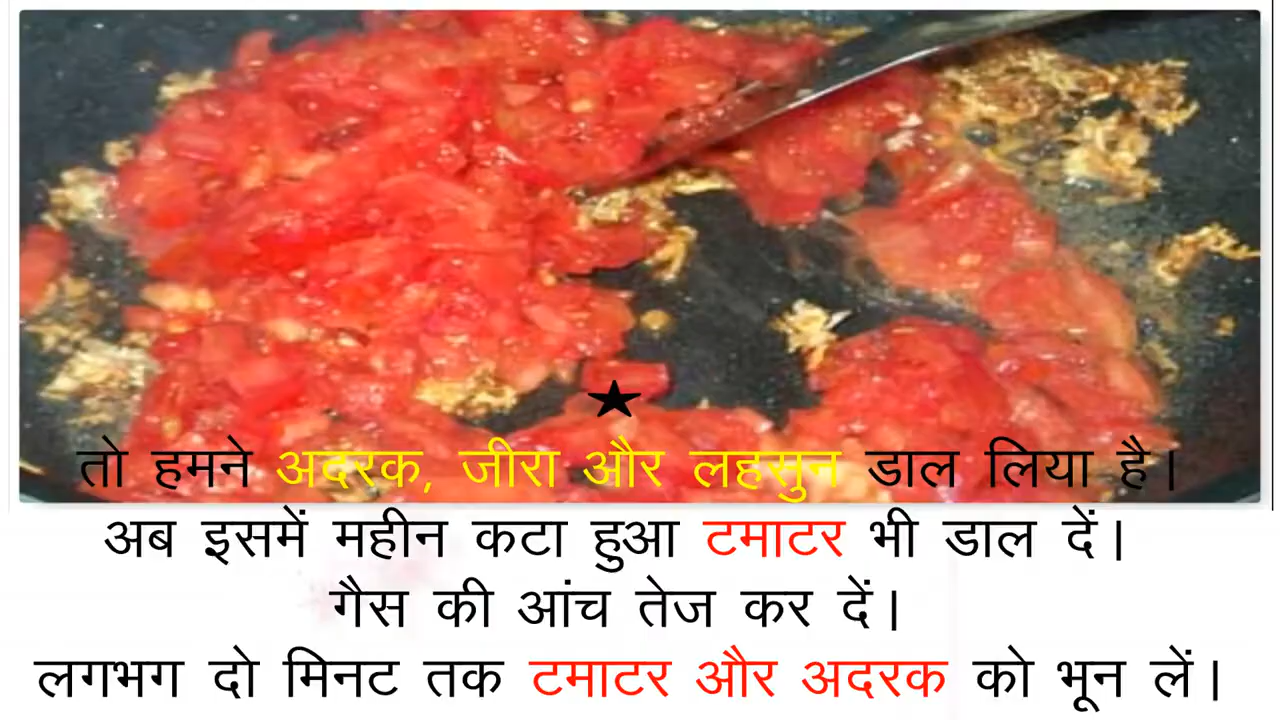 तो हमने अदरक, जीरा और लहसुन डाल लिया है।
अब इसमें महीन कटा हुआ टमाटर भी डाल दें।
गैस की आंच तेज कर दें।
लगभग दो मिनट तक टमाटर और अदरक को भून लें।